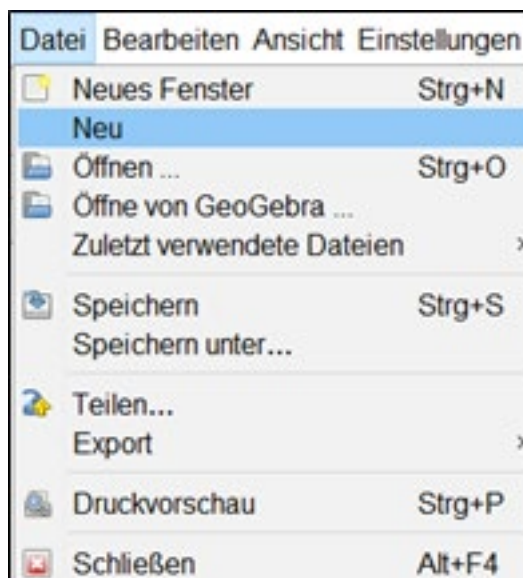 Datei Bearbeiten Ansicht Einstellungen
Neues Fenster Strg+N
Neu
Öffnen ... Strg+O
Öffne von GeoGebra ...
Zuletzt verwendete Dateien
Speichern Strg+S
Speichern unter...
Teilen...
Export
Druckvorschau Strg+P
Schließen Alt+F4